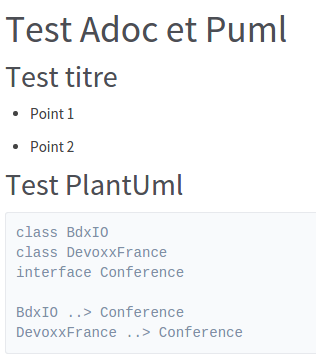 Test Adoc et Puml
Test titre
Point 1
Point 2
Test PlantUml
class BdxIO
class DevoxxFrance
interface Conference
BdxIO ..> Conference
DevoxxFrance ..> Conference